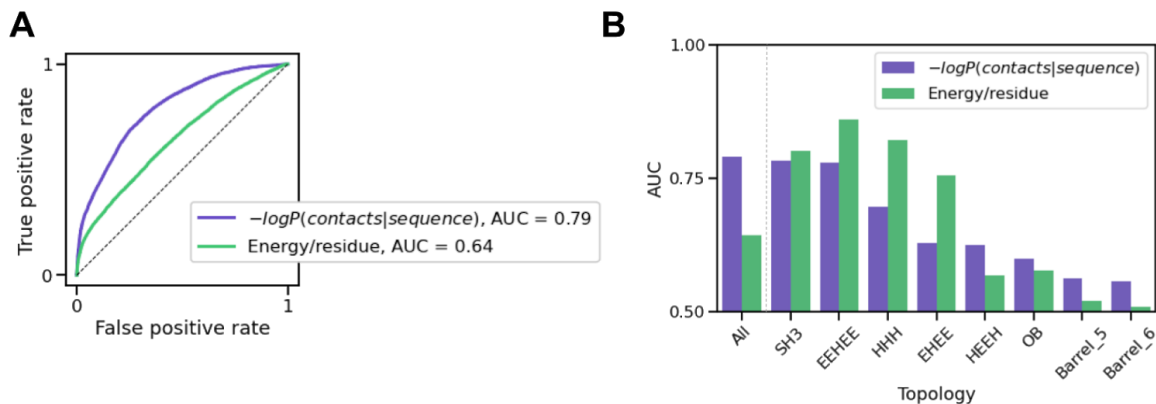 A
True positive rate
1
0
0
1
False positive rate
−logP(contacts|sequence), AUC = 0.79
Energy/residue, AUC = 0.64
B
AUC
1.00
0.75
0.50
−logP(contacts|sequence)
Energy/residue
All
SH3
EEHEE
HHH
EHEE
HEEH
OB
Barrel_5
Barrel_6
Topology